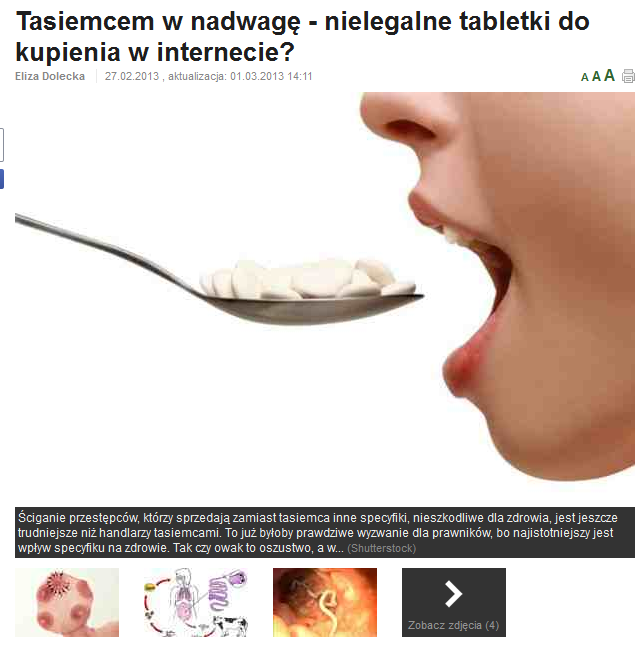 Tasiemcem w nadwagę - nielegalne tabletki do
kupienia w internecie?
Eliza Dolecka 27.02.2013 , aktualizacja: 01.03.2013 14:11
A A A
Ściganie przestępców, którzy sprzedają zamiast tasiemca inne specyfiki, nieszkodliwe dla zdrowia, jest jeszcze
trudniejsze niż handlarzy tasiemcami. To już byłoby prawdziwe wyzwanie dla prawników, bo najistotniejszy jest
wpływ specyfiku na zdrowie. Tak czy owak to oszustwo, a w... (Shutterstock)
Zobacz zdjęcia (4)